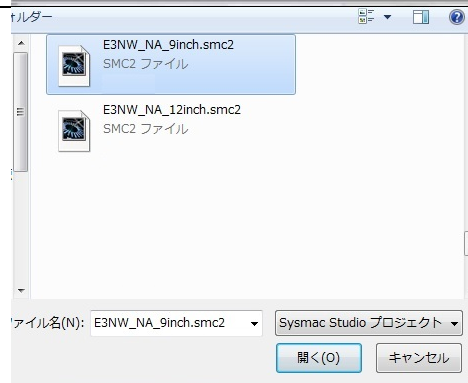 ォルダー
E3NW_NA_9inch.smc2
SMC2 ファイル
E3NW_NA_12inch.smc2
SMC2 ファイル
ファイル名(N):
E3NW_NA_9inch.smc2
Sysmac Studio プロジェクト
開く(O)
キャンセル